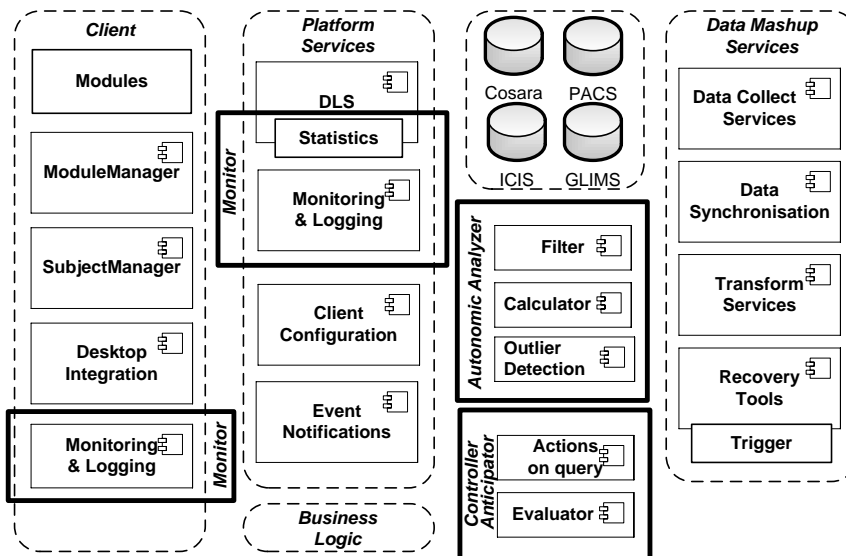 Client
Modules
ModuleManager
SubjectManager
Desktop
Integration
Monitoring
& Logging
Monitor
Platform
Services
DLS
Statistics
Monitor
Monitoring
& Logging
Client
Configuration
Event
Notifications
Business
Logic
Cosara
PACS
ICIS
GLIMS
Autonomic Analyzer
Filter
Calculator
Outlier
Detection
Controller
Anticipator
Actions
on query
Evaluator
Data Mashup
Services
Data Collect
Services
Data
Synchronisation
Transform
Services
Recovery
Tools
Trigger